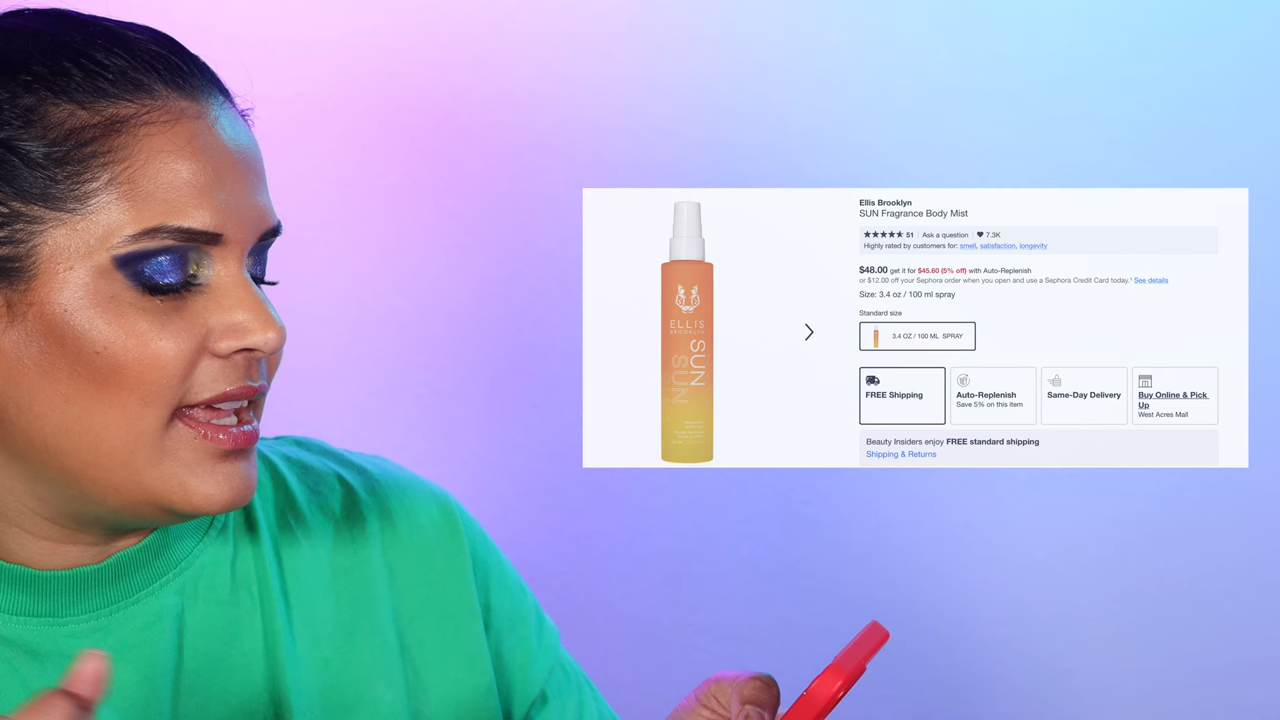 ELLIS
BROOKLYN
SUN
SUN
Ellis Brooklyn
SUN Fragrance Body Mist
51 | Ask a question | 7.3K
Highly rated by customers for: smell, satisfaction, longevity
$48.00 get it for $45.60 (5% off) with Auto-Replenish
or $12.00 off your Sephora order when you open and use a Sephora Credit Card today.¹ See details
Size: 3.4 oz / 100 ml spray
Standard size
3.4 OZ / 100 ML SPRAY
FREE Shipping
Auto-Replenish
Save 5% on this item
Same-Day Delivery
Buy Online & Pick
Up
West Acres Mall
Beauty Insiders enjoy FREE standard shipping
Shipping & Returns